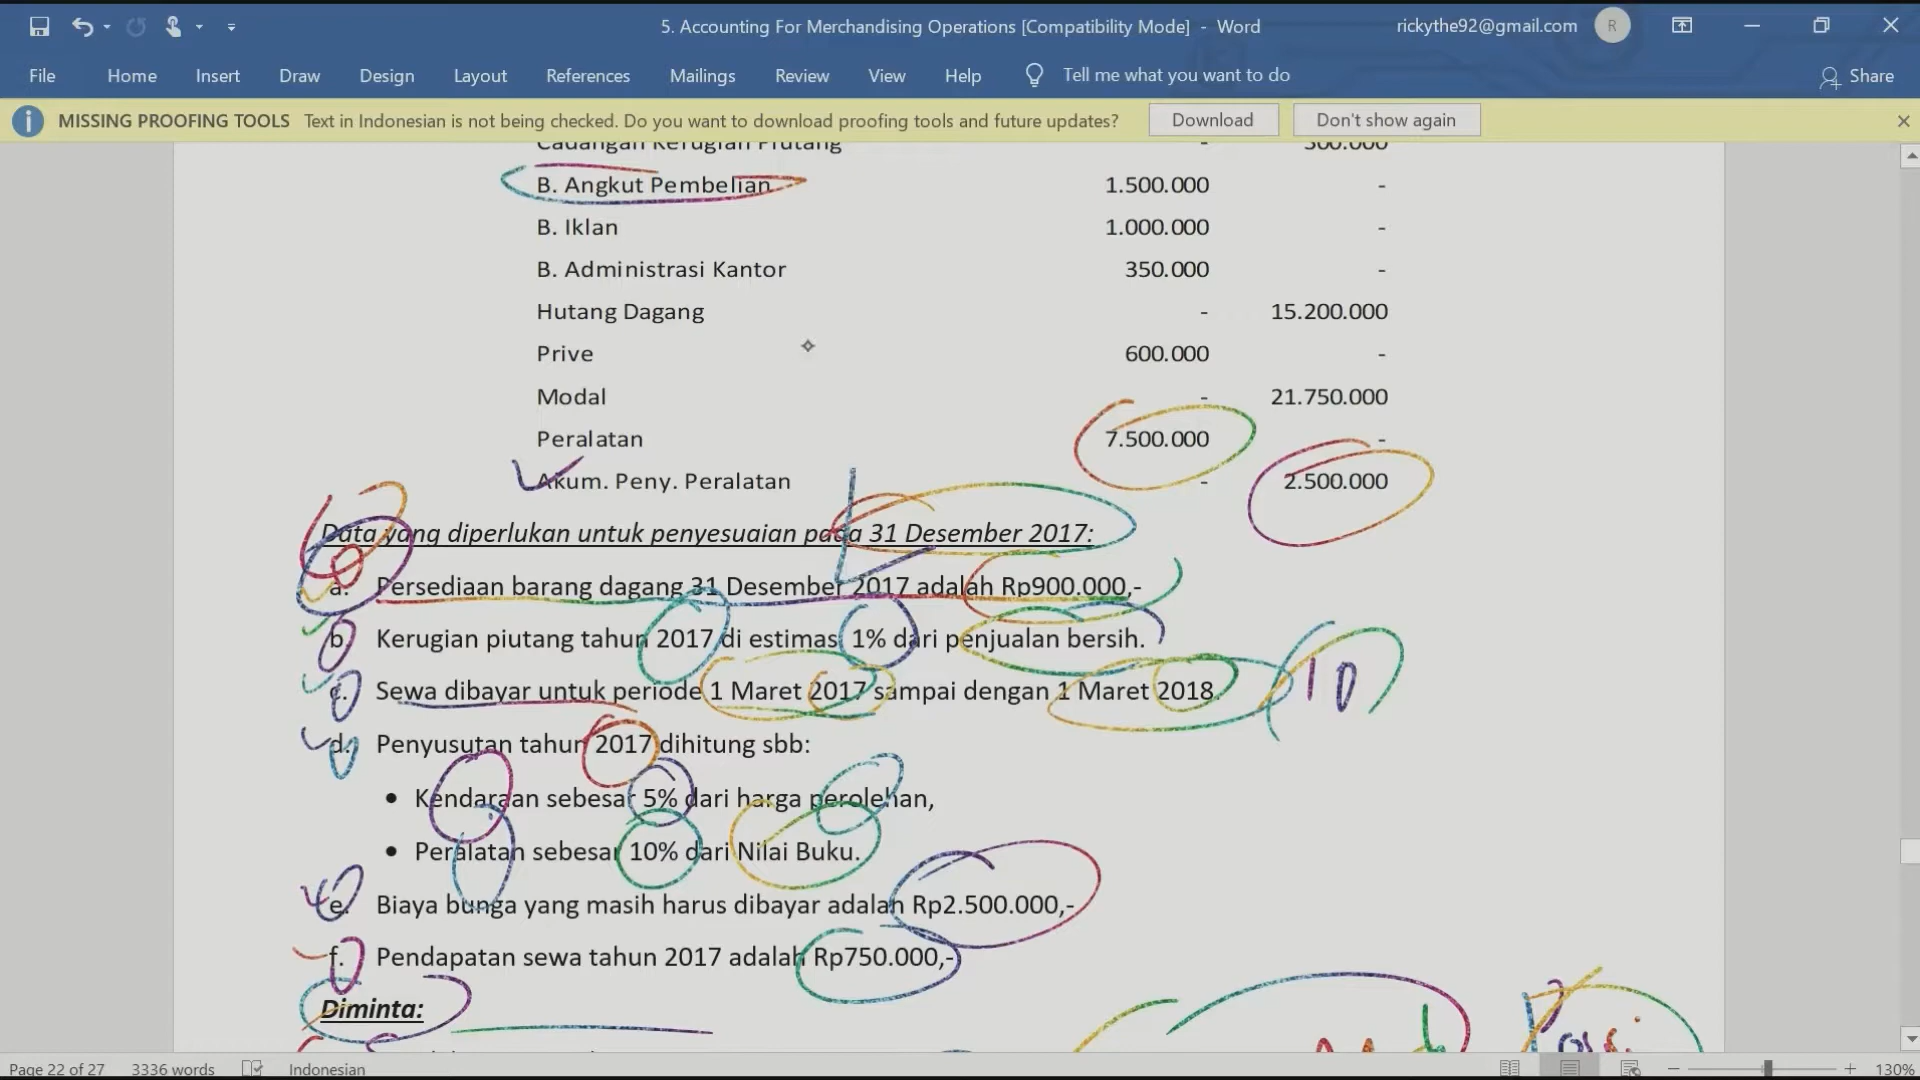 5. Accounting For Merchandising Operations [Compatibility Mode] - Word
rickythe92@gmail.com
R
File Home Insert Draw Design Layout References Mailings Review View Help Tell me what you want to do Share
MISSING PROOFING TOOLS Text in Indonesian is not being checked. Do you want to download proofing tools and future updates? Download Don't show again
Cadangan Kerugian Piutang - 300.000
B. Angkut Pembelian 1.500.000 -
B. Iklan 1.000.000 -
B. Administrasi Kantor 350.000 -
Hutang Dagang - 15.200.000
Prive 600.000 -
Modal - 21.750.000
Peralatan 7.500.000 -
Akum. Peny. Peralatan - 2.500.000
Data yang diperlukan untuk penyesuaian pada 31 Desember 2017:
a. Persediaan barang dagang 31 Desember 2017 adalah Rp900.000,-
b. Kerugian piutang tahun 2017 di estimasi 1% dari penjualan bersih.
c. Sewa dibayar untuk periode 1 Maret 2017 sampai dengan 1 Maret 2018. 10
d. Penyusutan tahun 2017 dihitung sbb:
• Kendaraan sebesar 5% dari harga perolehan,
• Peralatan sebesar 10% dari Nilai Buku.
e. Biaya bunga yang masih harus dibayar adalah Rp2.500.000,-
f. Pendapatan sewa tahun 2017 adalah Rp750.000,-
Diminta:
Page 22 of 27 3336 words Indonesian 130%